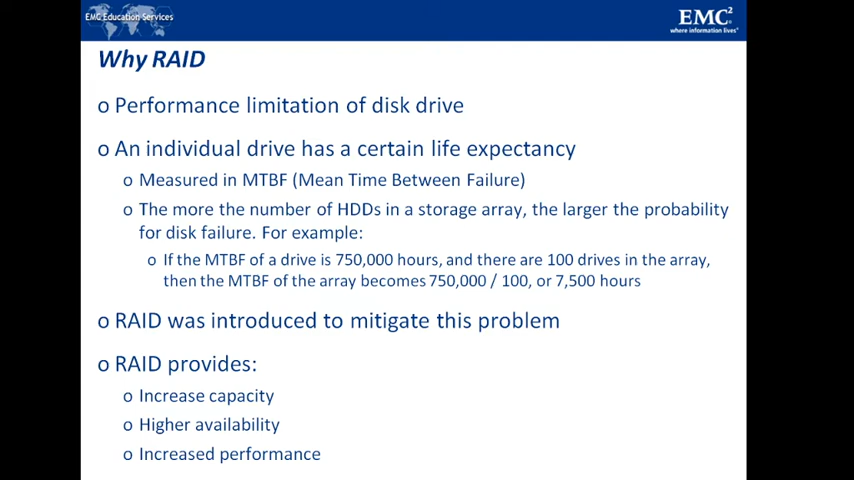 EMC Education Services
EMC²
where information lives®
Why RAID
o Performance limitation of disk drive
o An individual drive has a certain life expectancy
o Measured in MTBF (Mean Time Between Failure)
o The more the number of HDDs in a storage array, the larger the probability
for disk failure. For example:
o If the MTBF of a drive is 750,000 hours, and there are 100 drives in the array,
then the MTBF of the array becomes 750,000 / 100, or 7,500 hours
o RAID was introduced to mitigate this problem
o RAID provides:
o Increase capacity
o Higher availability
o Increased performance